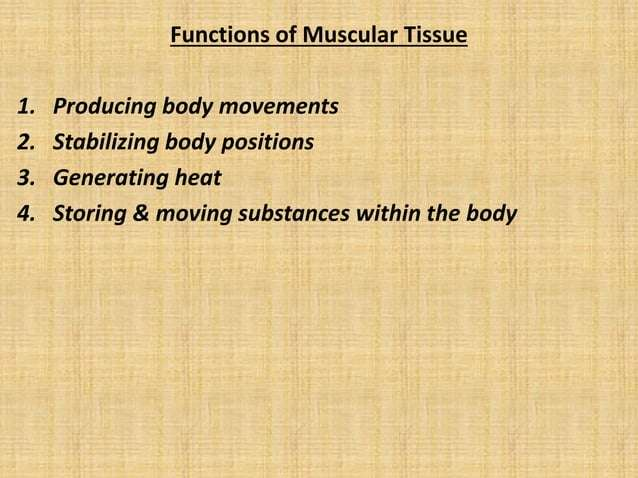 Functions of Muscular Tissue
1. Producing body movements
2. Stabilizing body positions
3. Generating heat
4. Storing & moving substances within the body